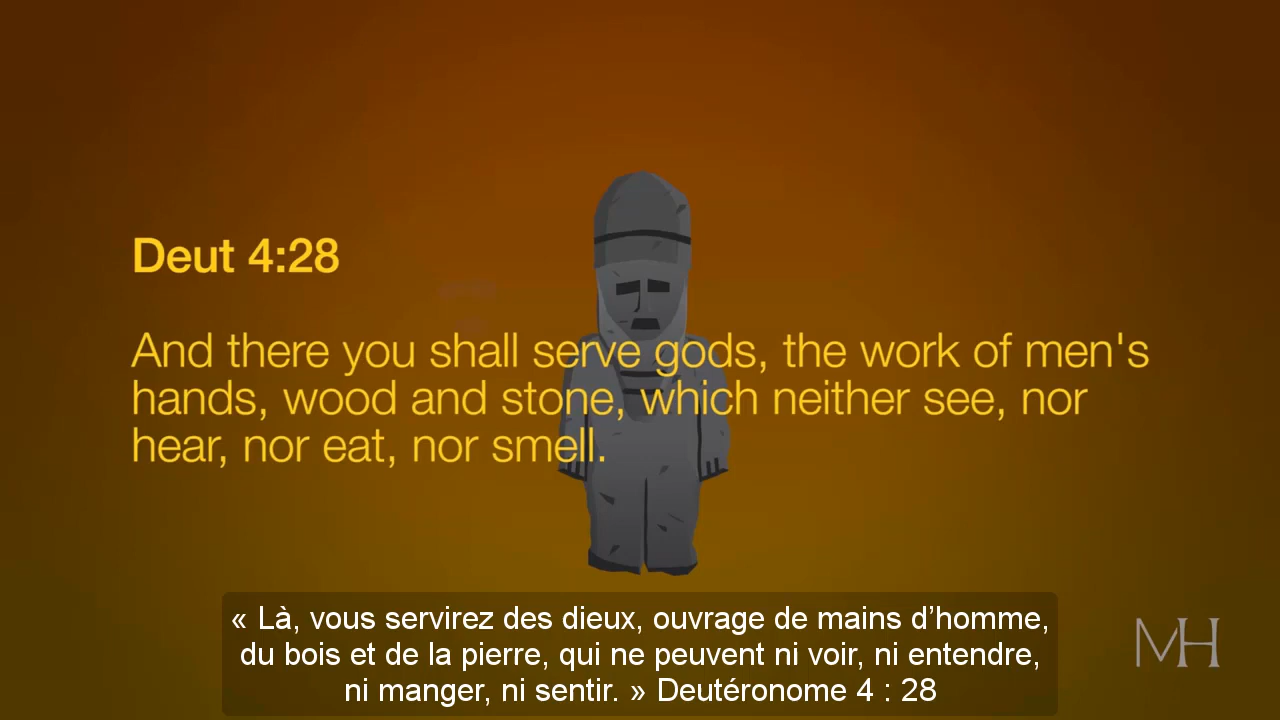 Deut 4:28
And there you shall serve gods, the work of men's
hands, wood and stone, which neither see, nor
hear, nor eat, nor smell.
« Là, vous servirez des dieux, ouvrage de mains d’homme,
du bois et de la pierre, qui ne peuvent ni voir, ni entendre,
ni manger, ni sentir. » Deutéronome 4 : 28
MH